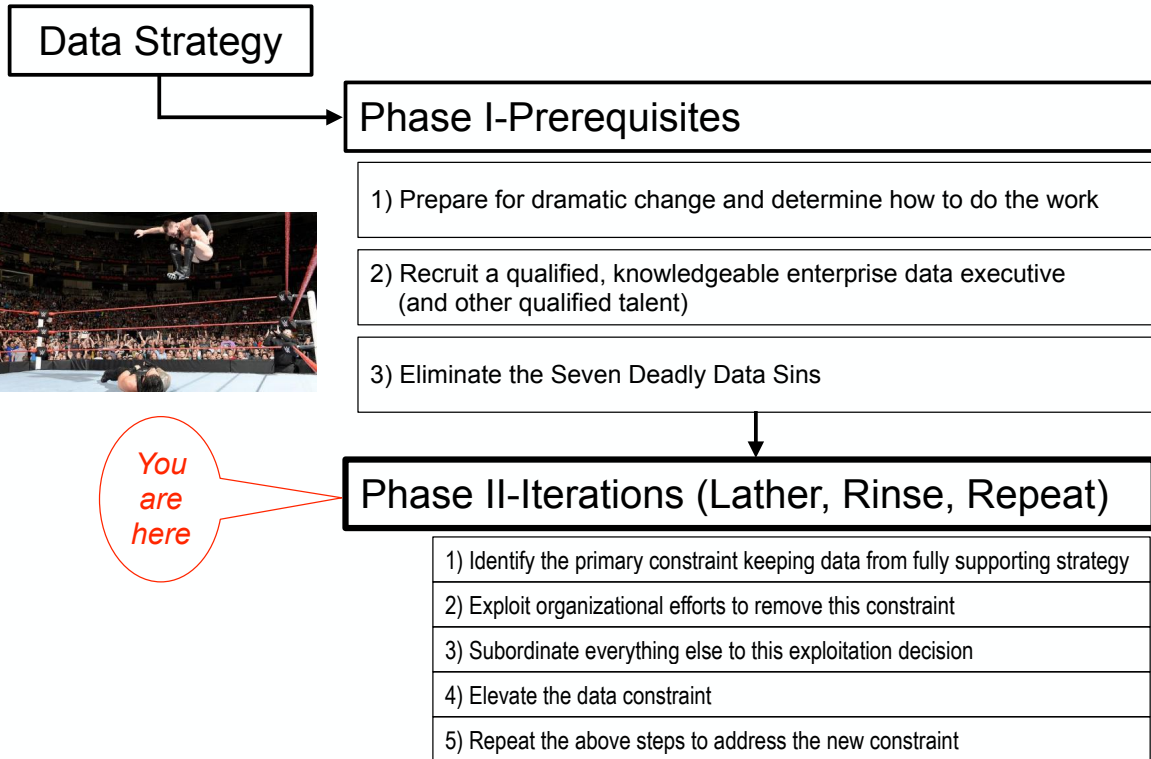 Data Strategy
Phase I-Prerequisites
1) Prepare for dramatic change and determine how to do the work
2) Recruit a qualified, knowledgeable enterprise data executive
(and other qualified talent)
3) Eliminate the Seven Deadly Data Sins
You
are
here
Phase II-Iterations (Lather, Rinse, Repeat)
1) Identify the primary constraint keeping data from fully supporting strategy
2) Exploit organizational efforts to remove this constraint
3) Subordinate everything else to this exploitation decision
4) Elevate the data constraint
5) Repeat the above steps to address the new constraint